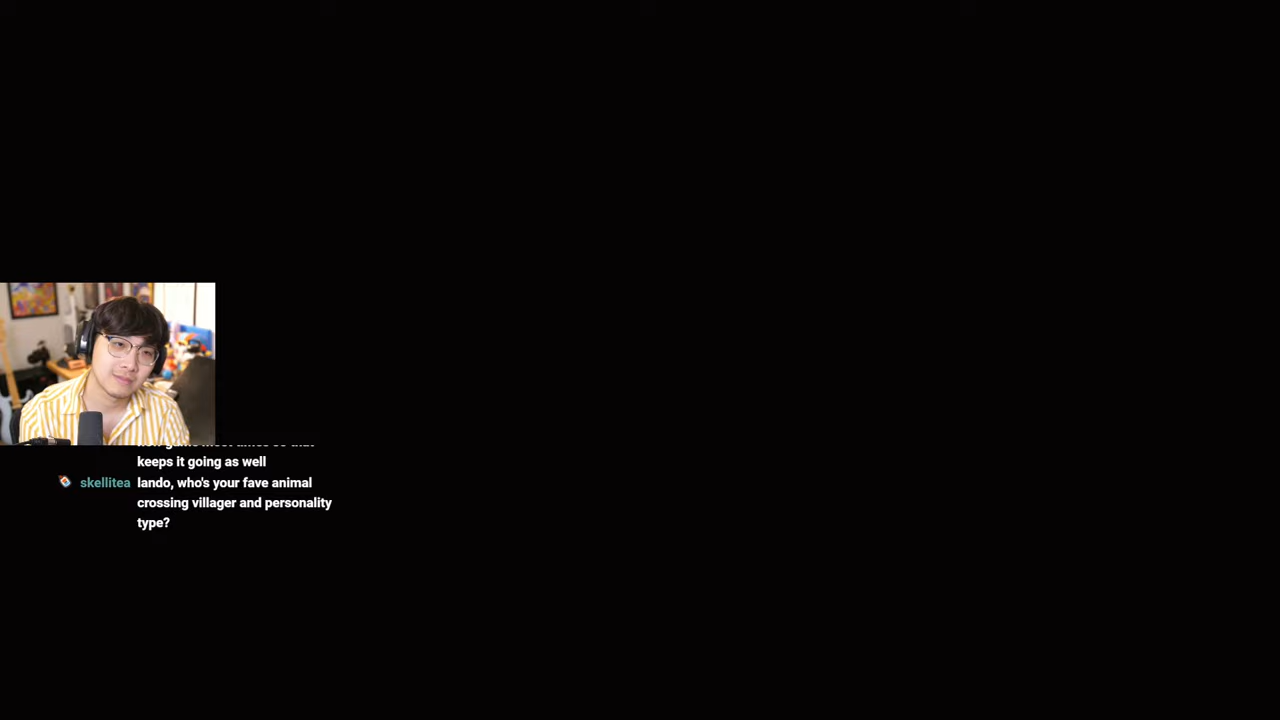 keeps it going as well
skellitea lando, who's your fave animal
crossing villager and personality
type?